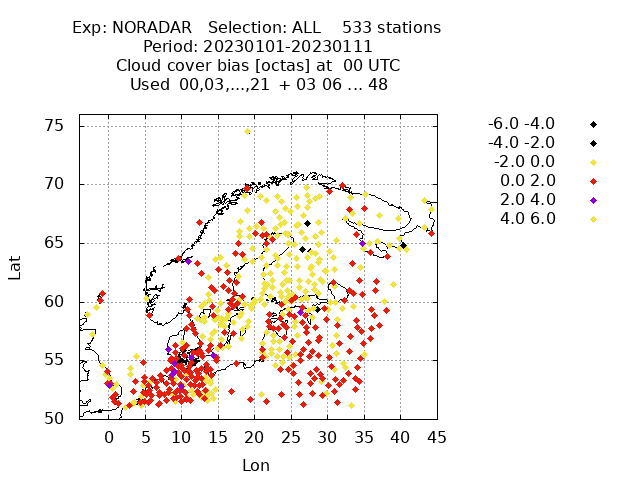 Exp: NORADAR   Selection: ALL    533 stations
Period: 20230101-20230111
Cloud cover bias [octas] at  00 UTC
Used  00,03,...,21  + 03 06 ... 48
-6.0 -4.0
-4.0 -2.0
-2.0 0.0
0.0 2.0
2.0 4.0
4.0 6.0
75
70
65
60
55
50
Lat
0 5 10 15 20 25 30 35 40 45
Lon